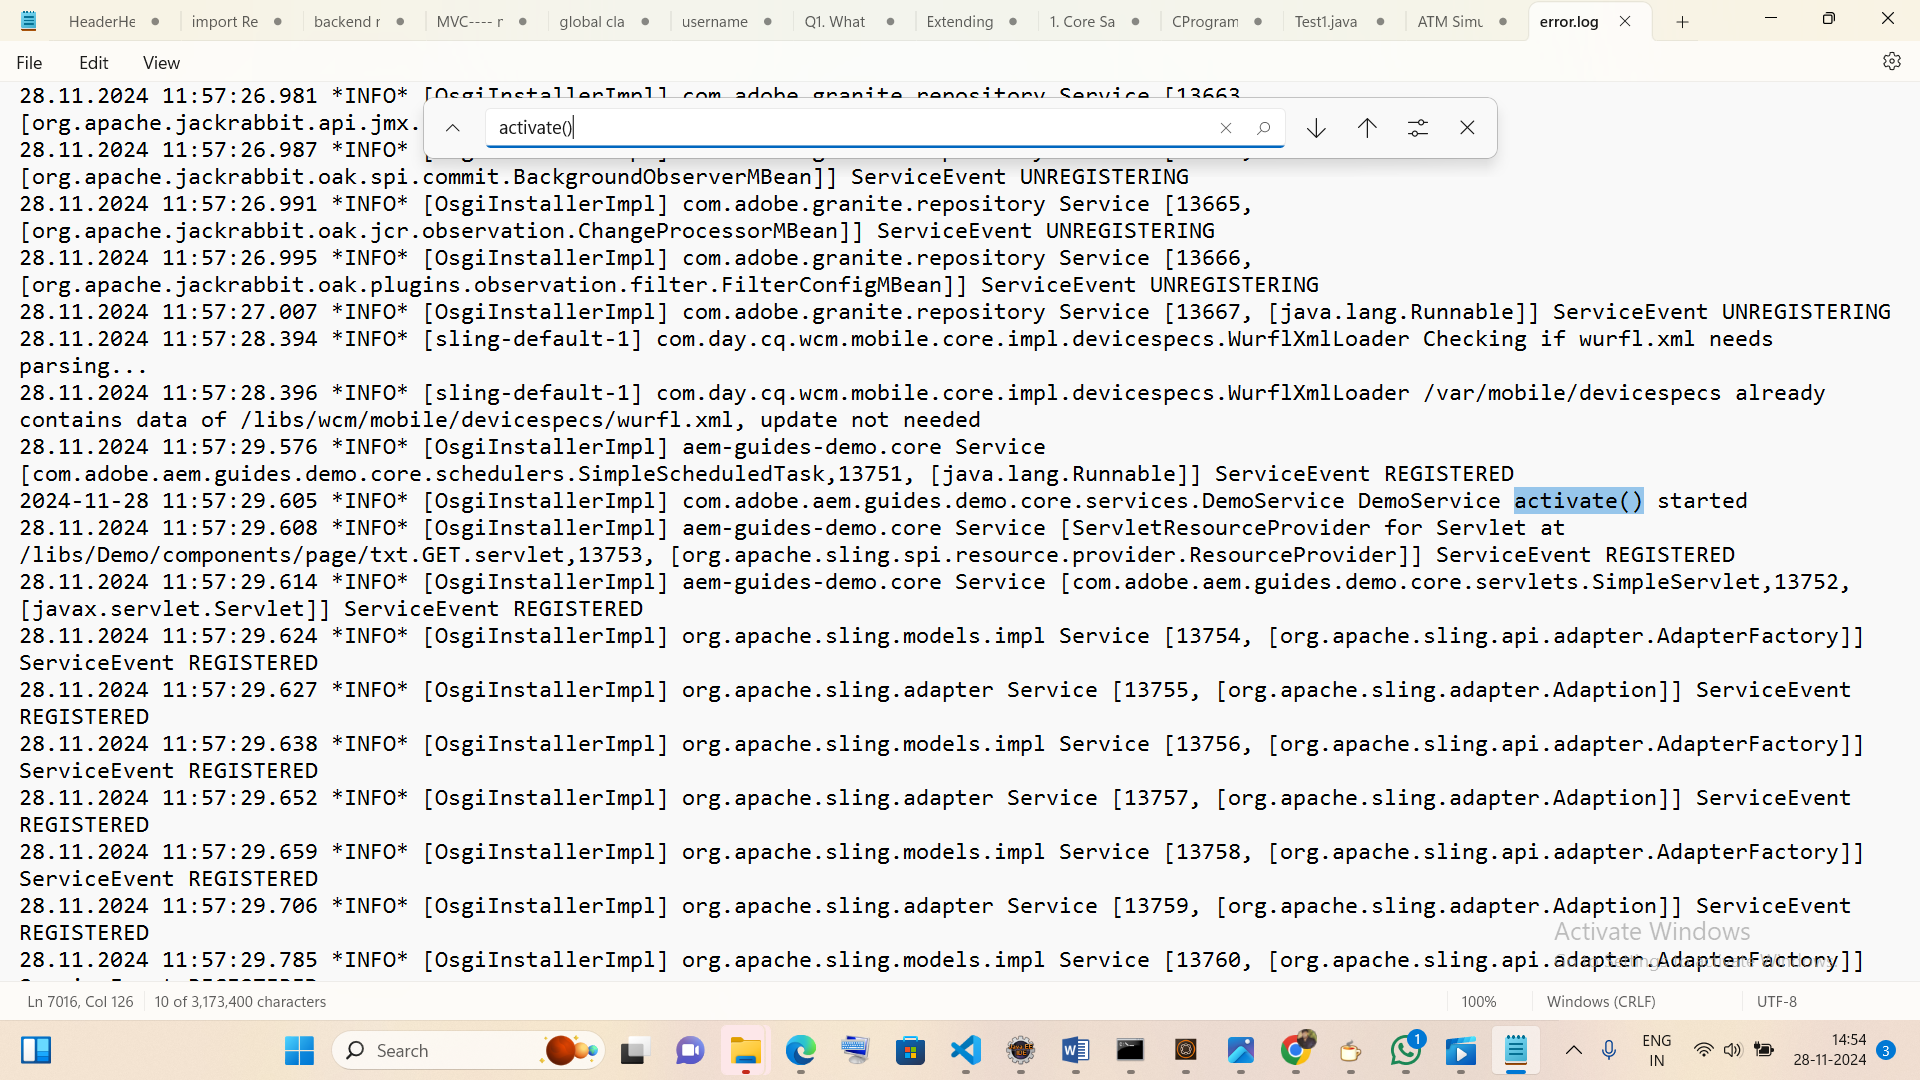 HeaderHe
import Re
backend r
MVC---- r
global cla
username
Q1. What
Extending
1. Core Sa
CProgram
Test1.java
ATM Simu
error.log
File Edit View
28.11.2024 11:57:26.981 *INFO* [OsgiInstallerImpl] com.adobe.granite.repository Service [13663,
[org.apache.jackrabbit.api.jmx.
activate()
28.11.2024 11:57:26.987 *INFO*
[org.apache.jackrabbit.oak.spi.commit.BackgroundObserverMBean]] ServiceEvent UNREGISTERING
28.11.2024 11:57:26.991 *INFO* [OsgiInstallerImpl] com.adobe.granite.repository Service [13665,
[org.apache.jackrabbit.oak.jcr.observation.ChangeProcessorMBean]] ServiceEvent UNREGISTERING
28.11.2024 11:57:26.995 *INFO* [OsgiInstallerImpl] com.adobe.granite.repository Service [13666,
[org.apache.jackrabbit.oak.plugins.observation.filter.FilterConfigMBean]] ServiceEvent UNREGISTERING
28.11.2024 11:57:27.007 *INFO* [OsgiInstallerImpl] com.adobe.granite.repository Service [13667, [java.lang.Runnable]] ServiceEvent UNREGISTERING
28.11.2024 11:57:28.394 *INFO* [sling-default-1] com.day.cq.wcm.mobile.core.impl.devicespecs.WurflXmlLoader Checking if wurfl.xml needs
parsing...
28.11.2024 11:57:28.396 *INFO* [sling-default-1] com.day.cq.wcm.mobile.core.impl.devicespecs.WurflXmlLoader /var/mobile/devicespecs already
contains data of /libs/wcm/mobile/devicespecs/wurfl.xml, update not needed
28.11.2024 11:57:29.576 *INFO* [OsgiInstallerImpl] aem-guides-demo.core Service
[com.adobe.aem.guides.demo.core.schedulers.SimpleScheduledTask,13751, [java.lang.Runnable]] ServiceEvent REGISTERED
2024-11-28 11:57:29.605 *INFO* [OsgiInstallerImpl] com.adobe.aem.guides.demo.core.services.DemoService DemoService activate() started
28.11.2024 11:57:29.608 *INFO* [OsgiInstallerImpl] aem-guides-demo.core Service [ServletResourceProvider for Servlet at
/libs/Demo/components/page/txt.GET.servlet,13753, [org.apache.sling.spi.resource.provider.ResourceProvider]] ServiceEvent REGISTERED
28.11.2024 11:57:29.614 *INFO* [OsgiInstallerImpl] aem-guides-demo.core Service [com.adobe.aem.guides.demo.core.servlets.SimpleServlet,13752,
[javax.servlet.Servlet]] ServiceEvent REGISTERED
28.11.2024 11:57:29.624 *INFO* [OsgiInstallerImpl] org.apache.sling.models.impl Service [13754, [org.apache.sling.api.adapter.AdapterFactory]]
ServiceEvent REGISTERED
28.11.2024 11:57:29.627 *INFO* [OsgiInstallerImpl] org.apache.sling.adapter Service [13755, [org.apache.sling.adapter.Adaption]] ServiceEvent
REGISTERED
28.11.2024 11:57:29.638 *INFO* [OsgiInstallerImpl] org.apache.sling.models.impl Service [13756, [org.apache.sling.api.adapter.AdapterFactory]]
ServiceEvent REGISTERED
28.11.2024 11:57:29.652 *INFO* [OsgiInstallerImpl] org.apache.sling.adapter Service [13757, [org.apache.sling.adapter.Adaption]] ServiceEvent
REGISTERED
28.11.2024 11:57:29.659 *INFO* [OsgiInstallerImpl] org.apache.sling.models.impl Service [13758, [org.apache.sling.api.adapter.AdapterFactory]]
ServiceEvent REGISTERED
28.11.2024 11:57:29.706 *INFO* [OsgiInstallerImpl] org.apache.sling.adapter Service [13759, [org.apache.sling.adapter.Adaption]] ServiceEvent
REGISTERED
Activate Windows
28.11.2024 11:57:29.785 *INFO* [OsgiInstallerImpl] org.apache.sling.models.impl Service [13760, [org.apache.sling.api.adapter.AdapterFactory]]
Go to Settings to activate Windows.
Ln 7016, Col 126
10 of 3,173,400 characters
100%
Windows (CRLF)
UTF-8
Search
1
ENG
IN
14:54
28-11-2024
3